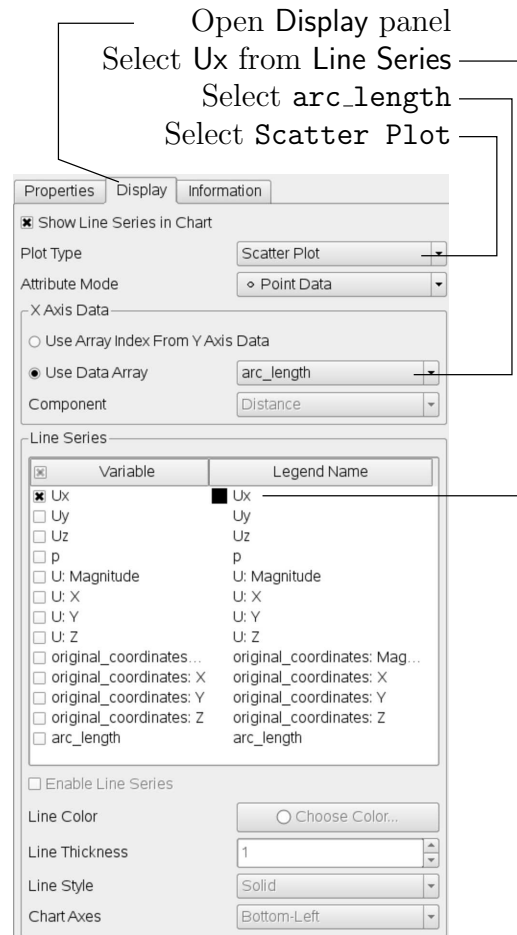 Open Display panel
Select Ux from Line Series
Select arc_length
Select Scatter Plot
Properties Display Information
Show Line Series in Chart
Plot Type Scatter Plot
Attribute Mode Point Data
X Axis Data
Use Array Index From Y Axis Data
Use Data Array arc_length
Component Distance
Line Series
Variable Legend Name
Ux Ux
Uy Uy
Uz Uz
p p
U: Magnitude U: Magnitude
U: X U: X
U: Y U: Y
U: Z U: Z
original_coordinates... original_coordinates: Mag...
original_coordinates: X original_coordinates: X
original_coordinates: Y original_coordinates: Y
original_coordinates: Z original_coordinates: Z
arc_length arc_length
Enable Line Series
Line Color Choose Color...
Line Thickness 1
Line Style Solid
Chart Axes Bottom-Left